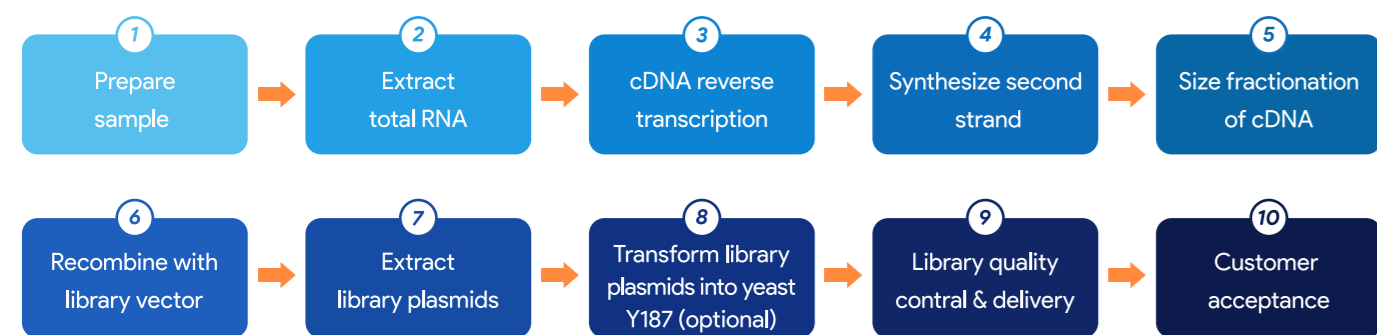 1
Prepare
sample
2
Extract
total RNA
3
cDNA reverse
transcription
4
Synthesize second
strand
5
Size fractionation
of cDNA
6
Recombine with
library vector
7
Extract
library plasmids
8
Transform library
plasmids into yeast
Y187 (optional)
9
Library quality
contral & delivery
10
Customer
acceptance